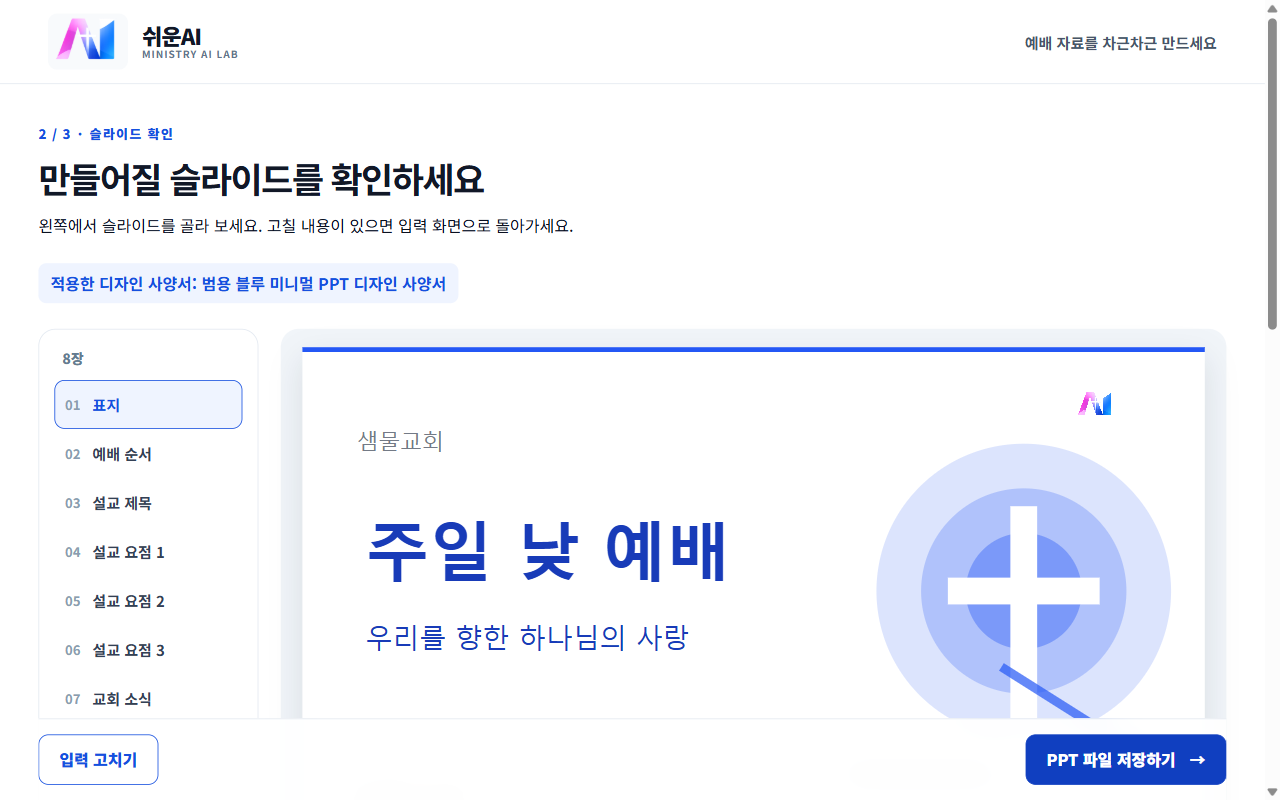 쉬운AI
MINISTRY AI LAB
예배 자료를 차근차근 만드세요
2 / 3 · 슬라이드 확인
만들어질 슬라이드를 확인하세요
왼쪽에서 슬라이드를 골라 보세요. 고칠 내용이 있으면 입력 화면으로 돌아가세요.
적용한 디자인 사양서: 범용 블루 미니멀 PPT 디자인 사양서
8장
01 표지
02 예배 순서
03 설교 제목
04 설교 요점 1
05 설교 요점 2
06 설교 요점 3
07 교회 소식
샘물교회
주일 낮 예배
우리를 향한 하나님의 사랑
입력 고치기
PPT 파일 저장하기 →